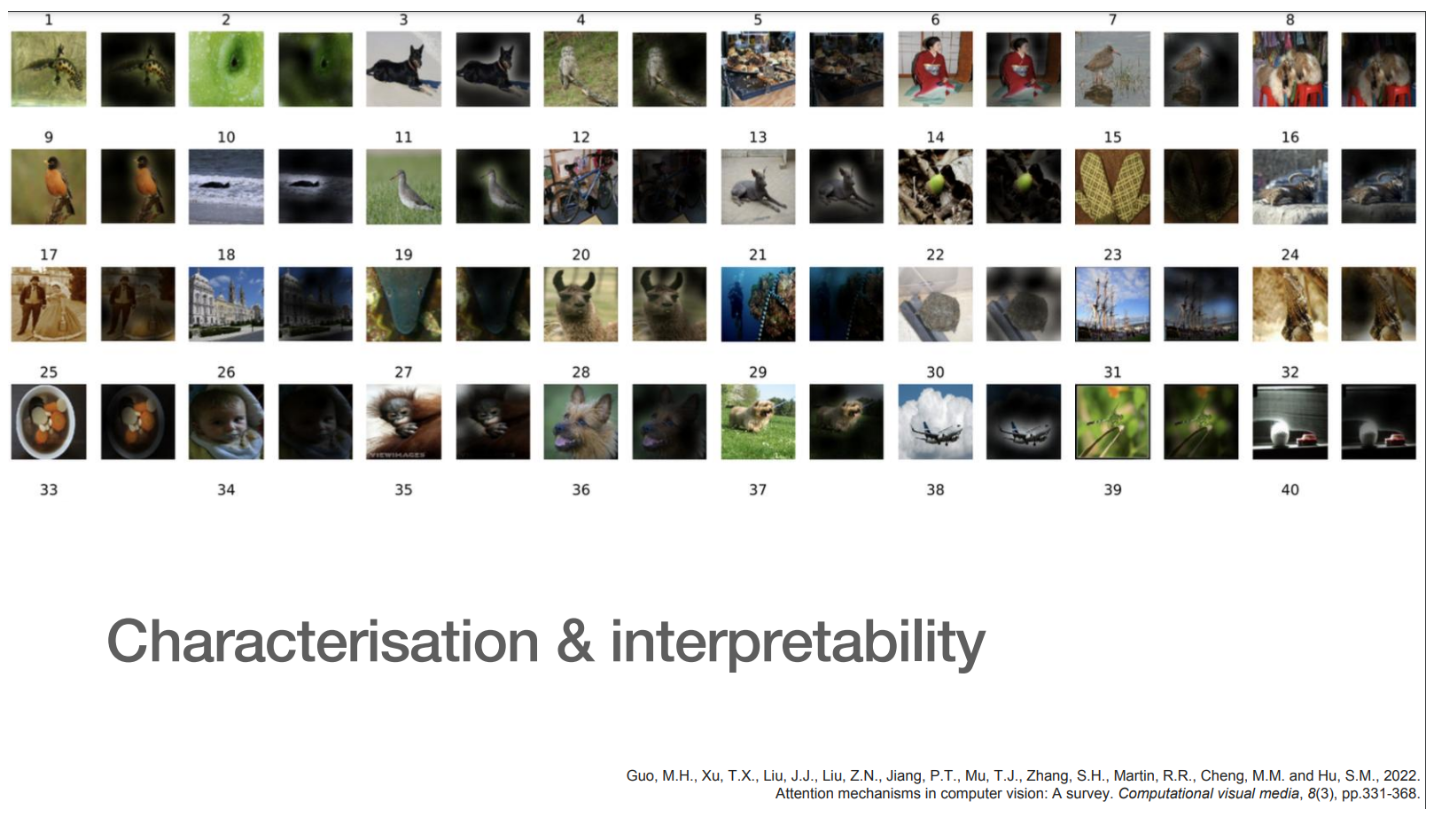 1 2 3 4 5 6 7 8
9 10 11 12 13 14 15 16
17 18 19 20 21 22 23 24
25 26 27 28 29 30 31 32
VIEWIMAGES
33 34 35 36 37 38 39 40
Characterisation & interpretability
Guo, M.H., Xu, T.X., Liu, J.J., Liu, Z.N., Jiang, P.T., Mu, T.J., Zhang, S.H., Martin, R.R., Cheng, M.M. and Hu, S.M., 2022.
Attention mechanisms in computer vision: A survey. Computational visual media, 8(3), pp.331-368.